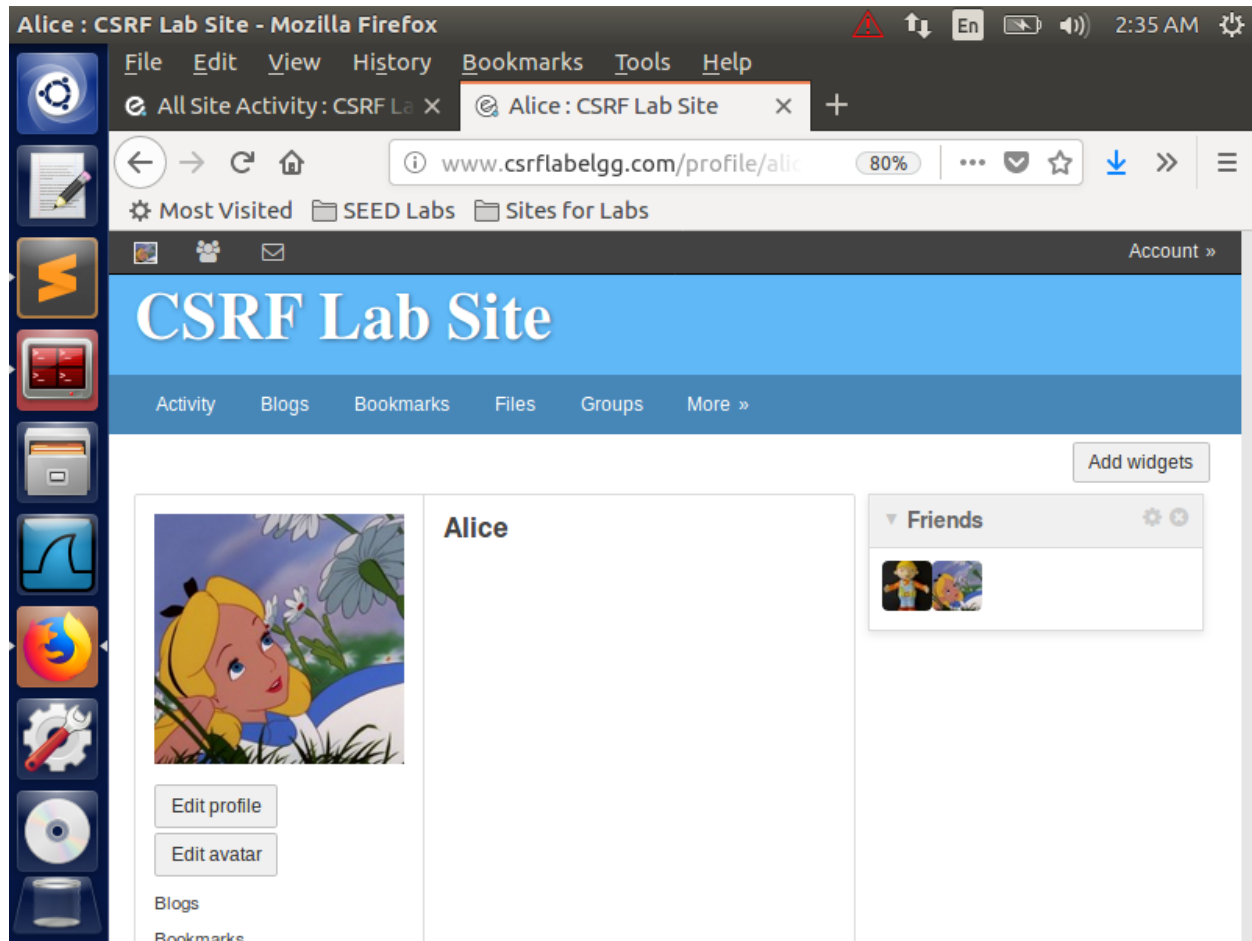 Alice : CSRF Lab Site - Mozilla Firefox En 2:35 AM
File Edit View History Bookmarks Tools Help
All Site Activity : CSRF La Alice : CSRF Lab Site
www.csrflabelgg.com/profile/alic 80%
Most Visited SEED Labs Sites for Labs
Account »
CSRF Lab Site
Activity Blogs Bookmarks Files Groups More »
Add widgets
Alice
Friends
Edit profile
Edit avatar
Blogs
Bookmarks